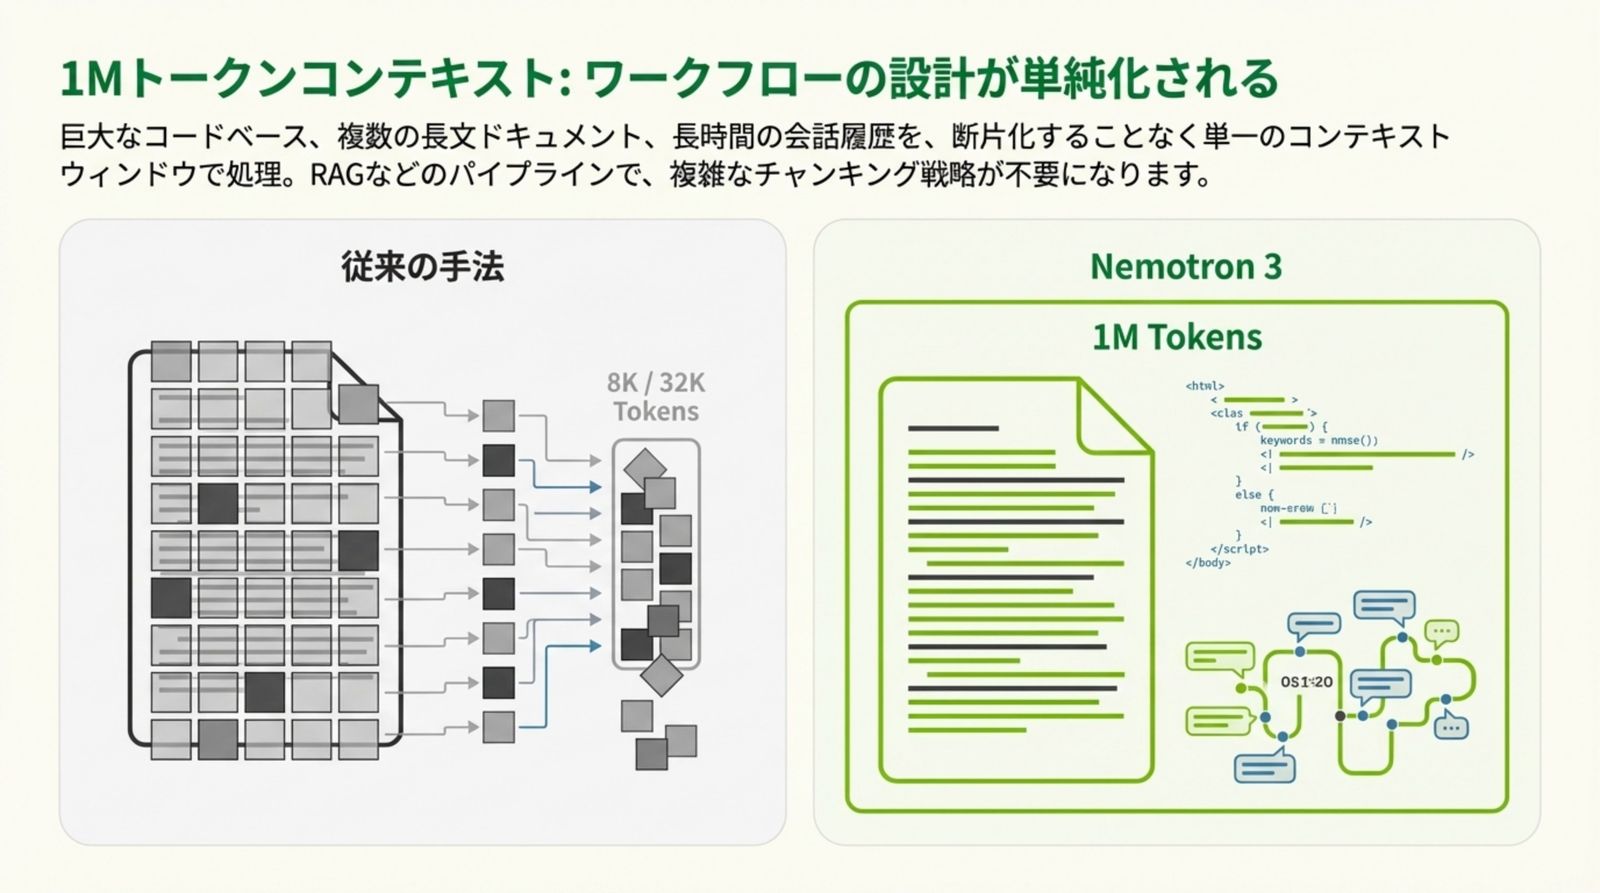 1Mトークンコンテキスト: ワークフローの設計が単純化される
巨大なコードベース、複数の長文ドキュメント、長時間の会話履歴を、断片化することなく単一のコンテキスト
ウィンドウで処理。RAGなどのパイプラインで、複雑なチャンキング戦略が不要になります。
従来の手法
8K / 32K
Tokens
Nemotron 3
1M Tokens
<html>
< >
<clas >
if ( ) {
keywords = nmse())
<! />
<|
}
else {
<| />
}
</script>
</body>